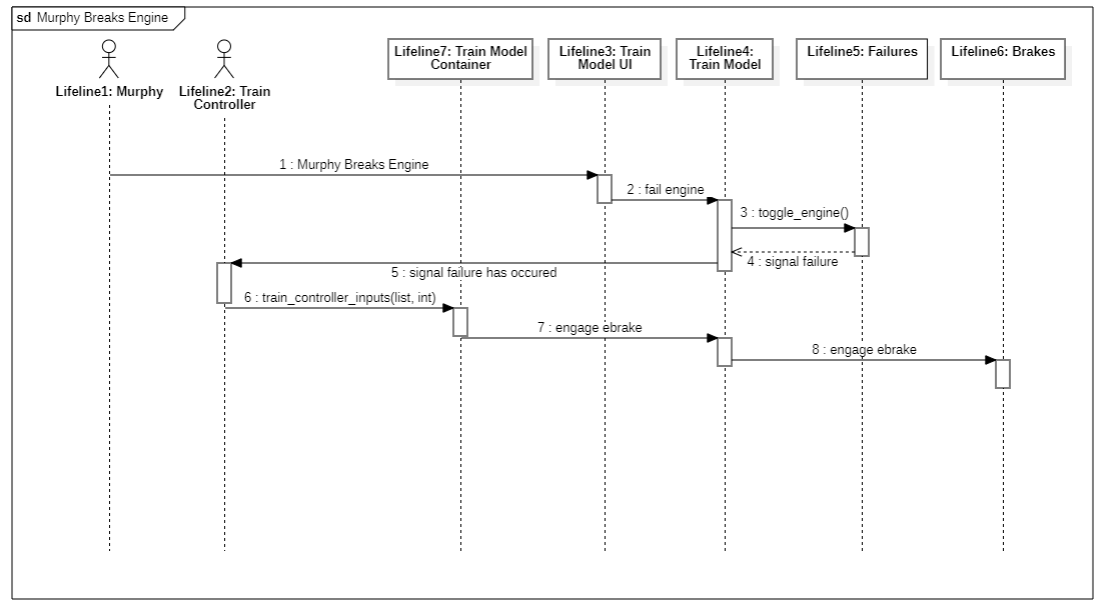 sd Murphy Breaks Engine
Lifeline1: Murphy
Lifeline2: Train
Controller
Lifeline7: Train Model
Container
Lifeline3: Train
Model UI
Lifeline4:
Train Model
Lifeline5: Failures
Lifeline6: Brakes
1 : Murphy Breaks Engine
2 : fail engine
3 : toggle_engine()
4 : signal failure
5 : signal failure has occured
6 : train_controller_inputs(list, int)
7 : engage ebrake
8 : engage ebrake